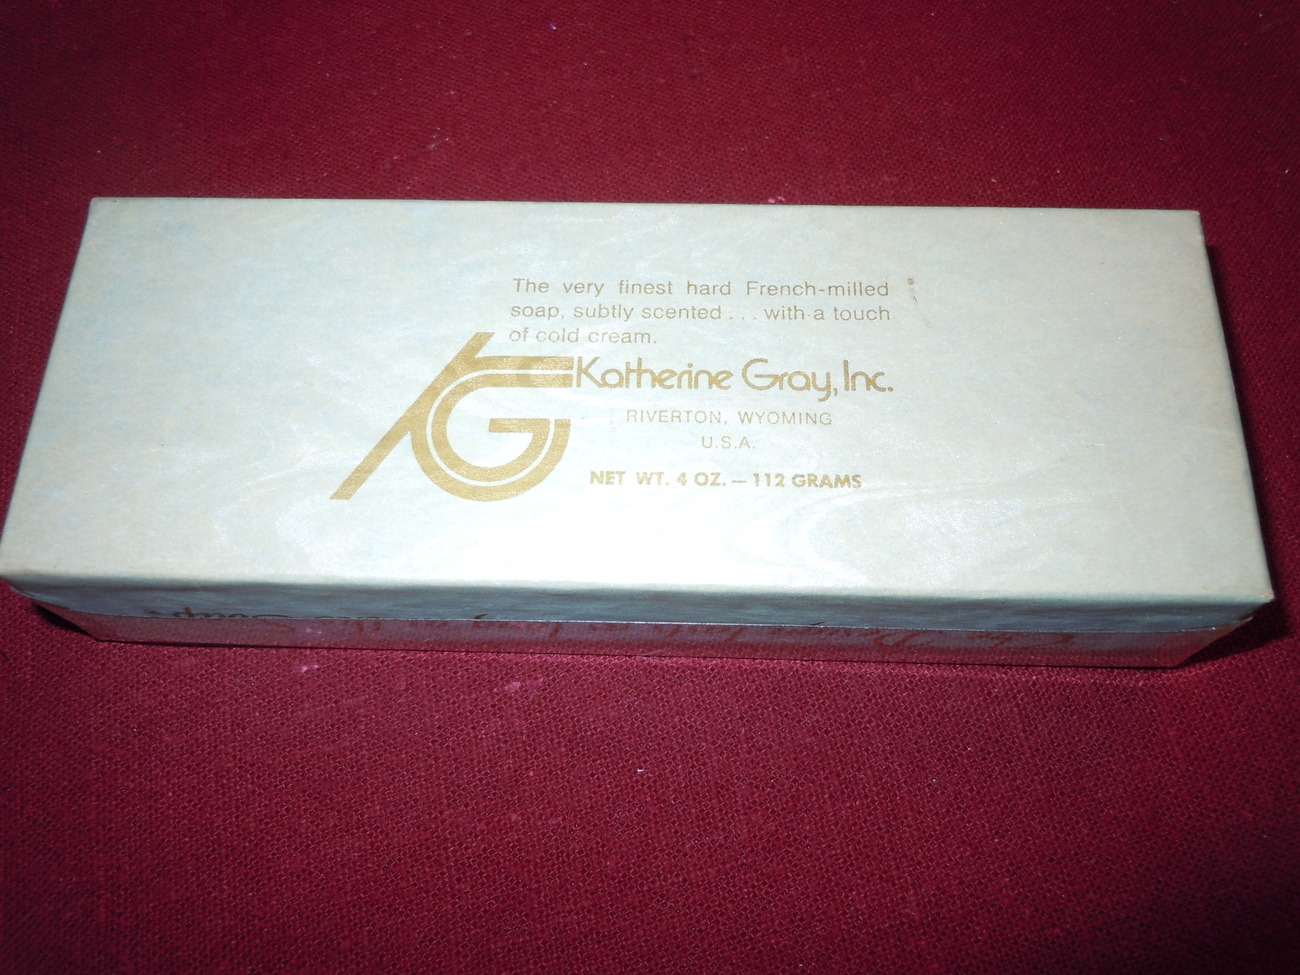 The very finest hard French-milled
soap, subtly scented . . . with a touch
of cold cream.
KG
Katherine Gray, Inc.
RIVERTON, WYOMING
U.S.A.
NET WT. 4 OZ. — 112 GRAMS